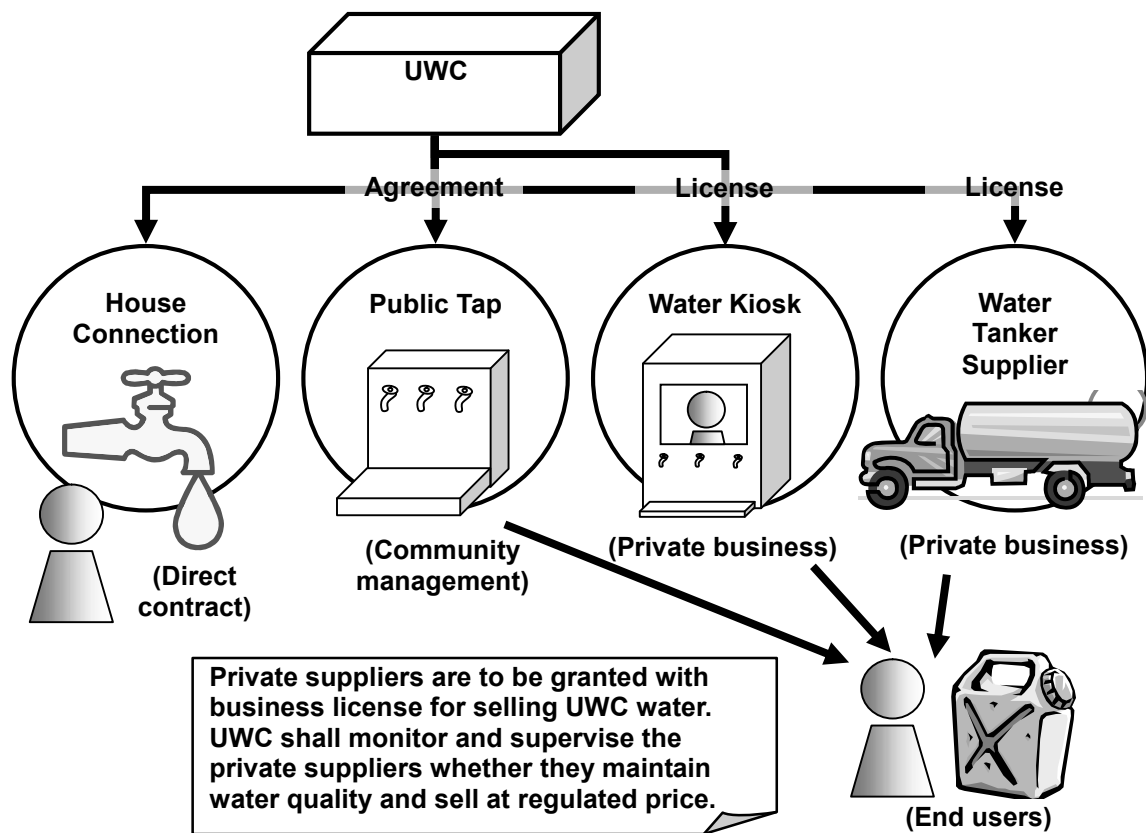 UWC
Agreement
License
License
House
Connection
Public Tap
Water Kiosk
Water
Tanker
Supplier
(Direct
contract)
(Community
management)
(Private business)
(Private business)
Private suppliers are to be granted with
business license for selling UWC water.
UWC shall monitor and supervise the
private suppliers whether they maintain
water quality and sell at regulated price.
(End users)